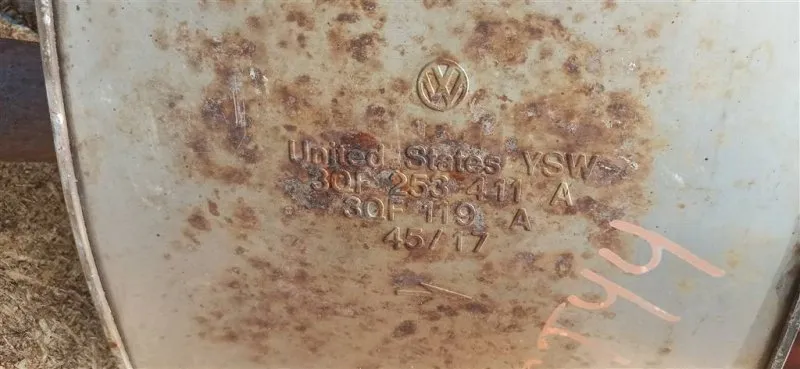 United States YSW
3QF 253 411 A
3QF 119 A
45/17